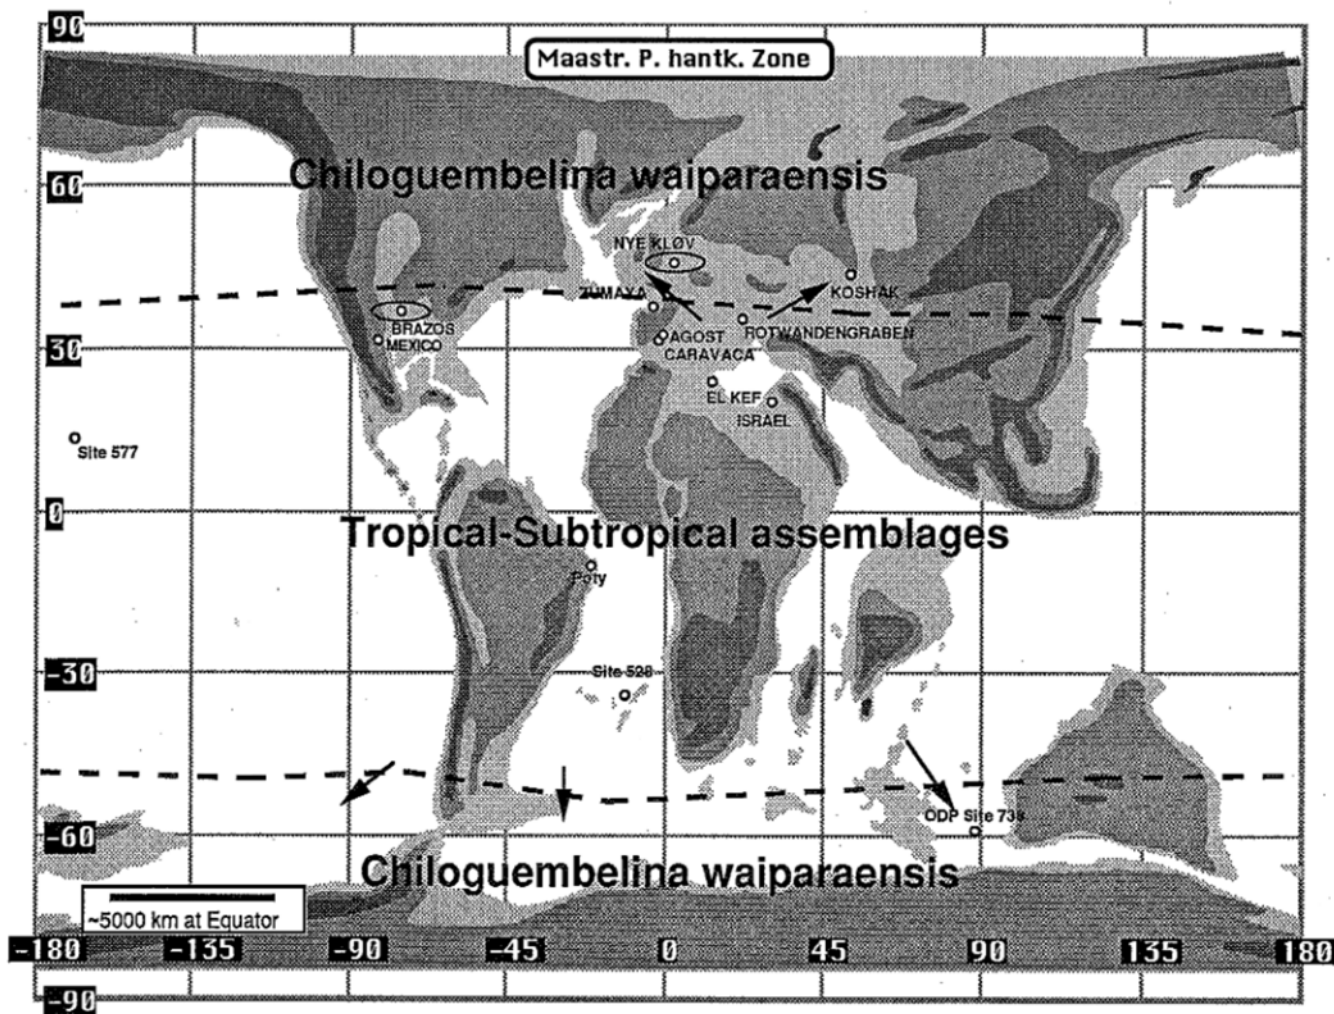 90
Maastr. P. hantk. Zone
Chiloguembelina waiparaensis
60
NYE KLØV
ZUMAYA
KOSHAK
BRAZOS
MEXICO
AGOST
ROTWANDENGRABEN
CARAVACA
30
EL KEF
ISRAEL
Site 577
0
Tropical-Subtropical assemblages
Poty
-30
Site 528
ODP Site 738
-60
Chiloguembelina waiparaensis
~5000 km at Equator
-180 -135 -90 -45 0 45 90 135 180
-90